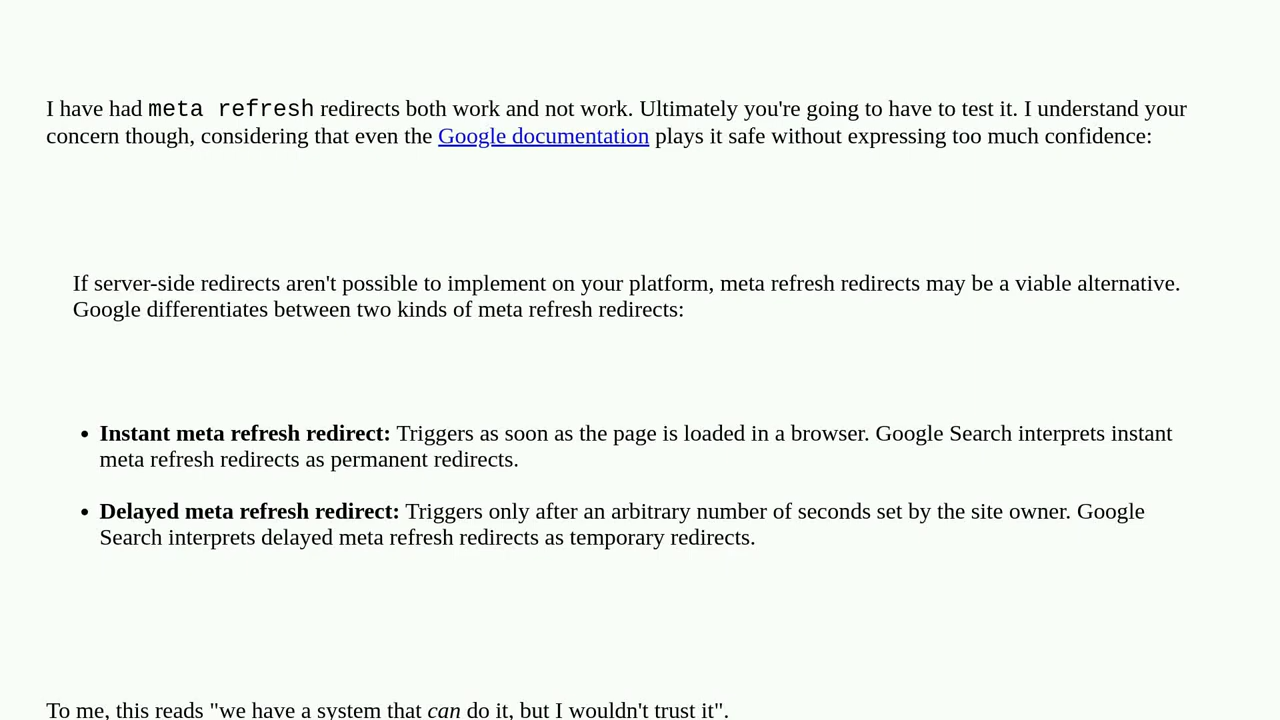 I have had meta refresh redirects both work and not work. Ultimately you're going to have to test it. I understand your
concern though, considering that even the Google documentation plays it safe without expressing too much confidence:
If server-side redirects aren't possible to implement on your platform, meta refresh redirects may be a viable alternative.
Google differentiates between two kinds of meta refresh redirects:
• Instant meta refresh redirect: Triggers as soon as the page is loaded in a browser. Google Search interprets instant
meta refresh redirects as permanent redirects.
• Delayed meta refresh redirect: Triggers only after an arbitrary number of seconds set by the site owner. Google
Search interprets delayed meta refresh redirects as temporary redirects.
To me, this reads "we have a system that can do it, but I wouldn't trust it".